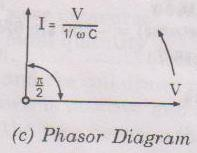 I = V
1/ωC
π
2
V
(c) Phasor Diagram